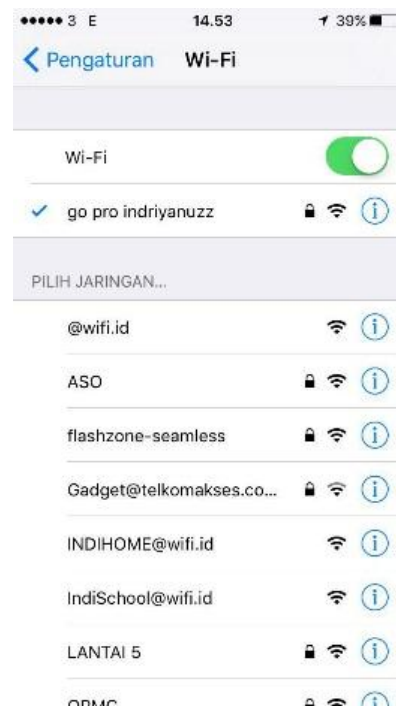 3 E 14.53 39%
Pengaturan Wi-Fi
Wi-Fi
go pro indriyanuzz
PILIH JARINGAN...
@wifi.id
ASO
flashzone-seamless
Gadget@telkomakses.co...
INDIHOME@wifi.id
IndiSchool@wifi.id
LANTAI 5